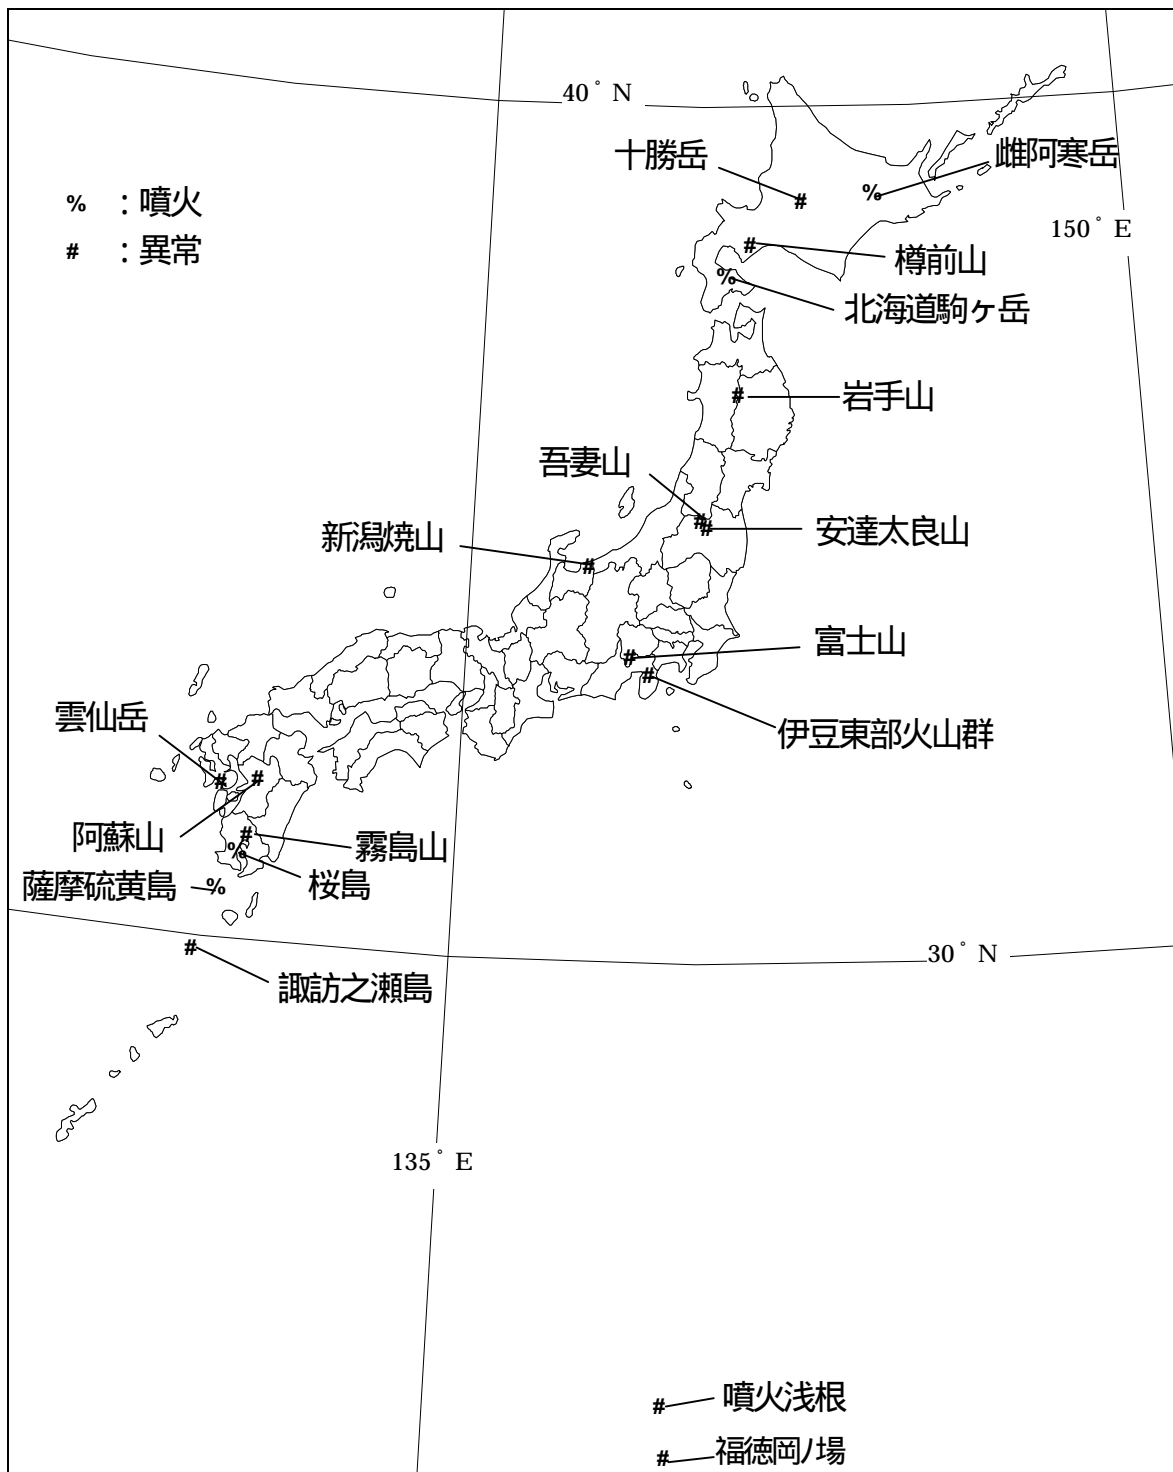 40° N
十勝岳
雌阿寒岳
% ：噴火
150° E
# ：異常
樽前山
北海道駒ヶ岳
岩手山
吾妻山
新潟焼山
安達太良山
富士山
雲仙岳
伊豆東部火山群
阿蘇山
霧島山
薩摩硫黄島
桜島
30° N
諏訪之瀬島
135° E
噴火浅根
福徳岡ノ場